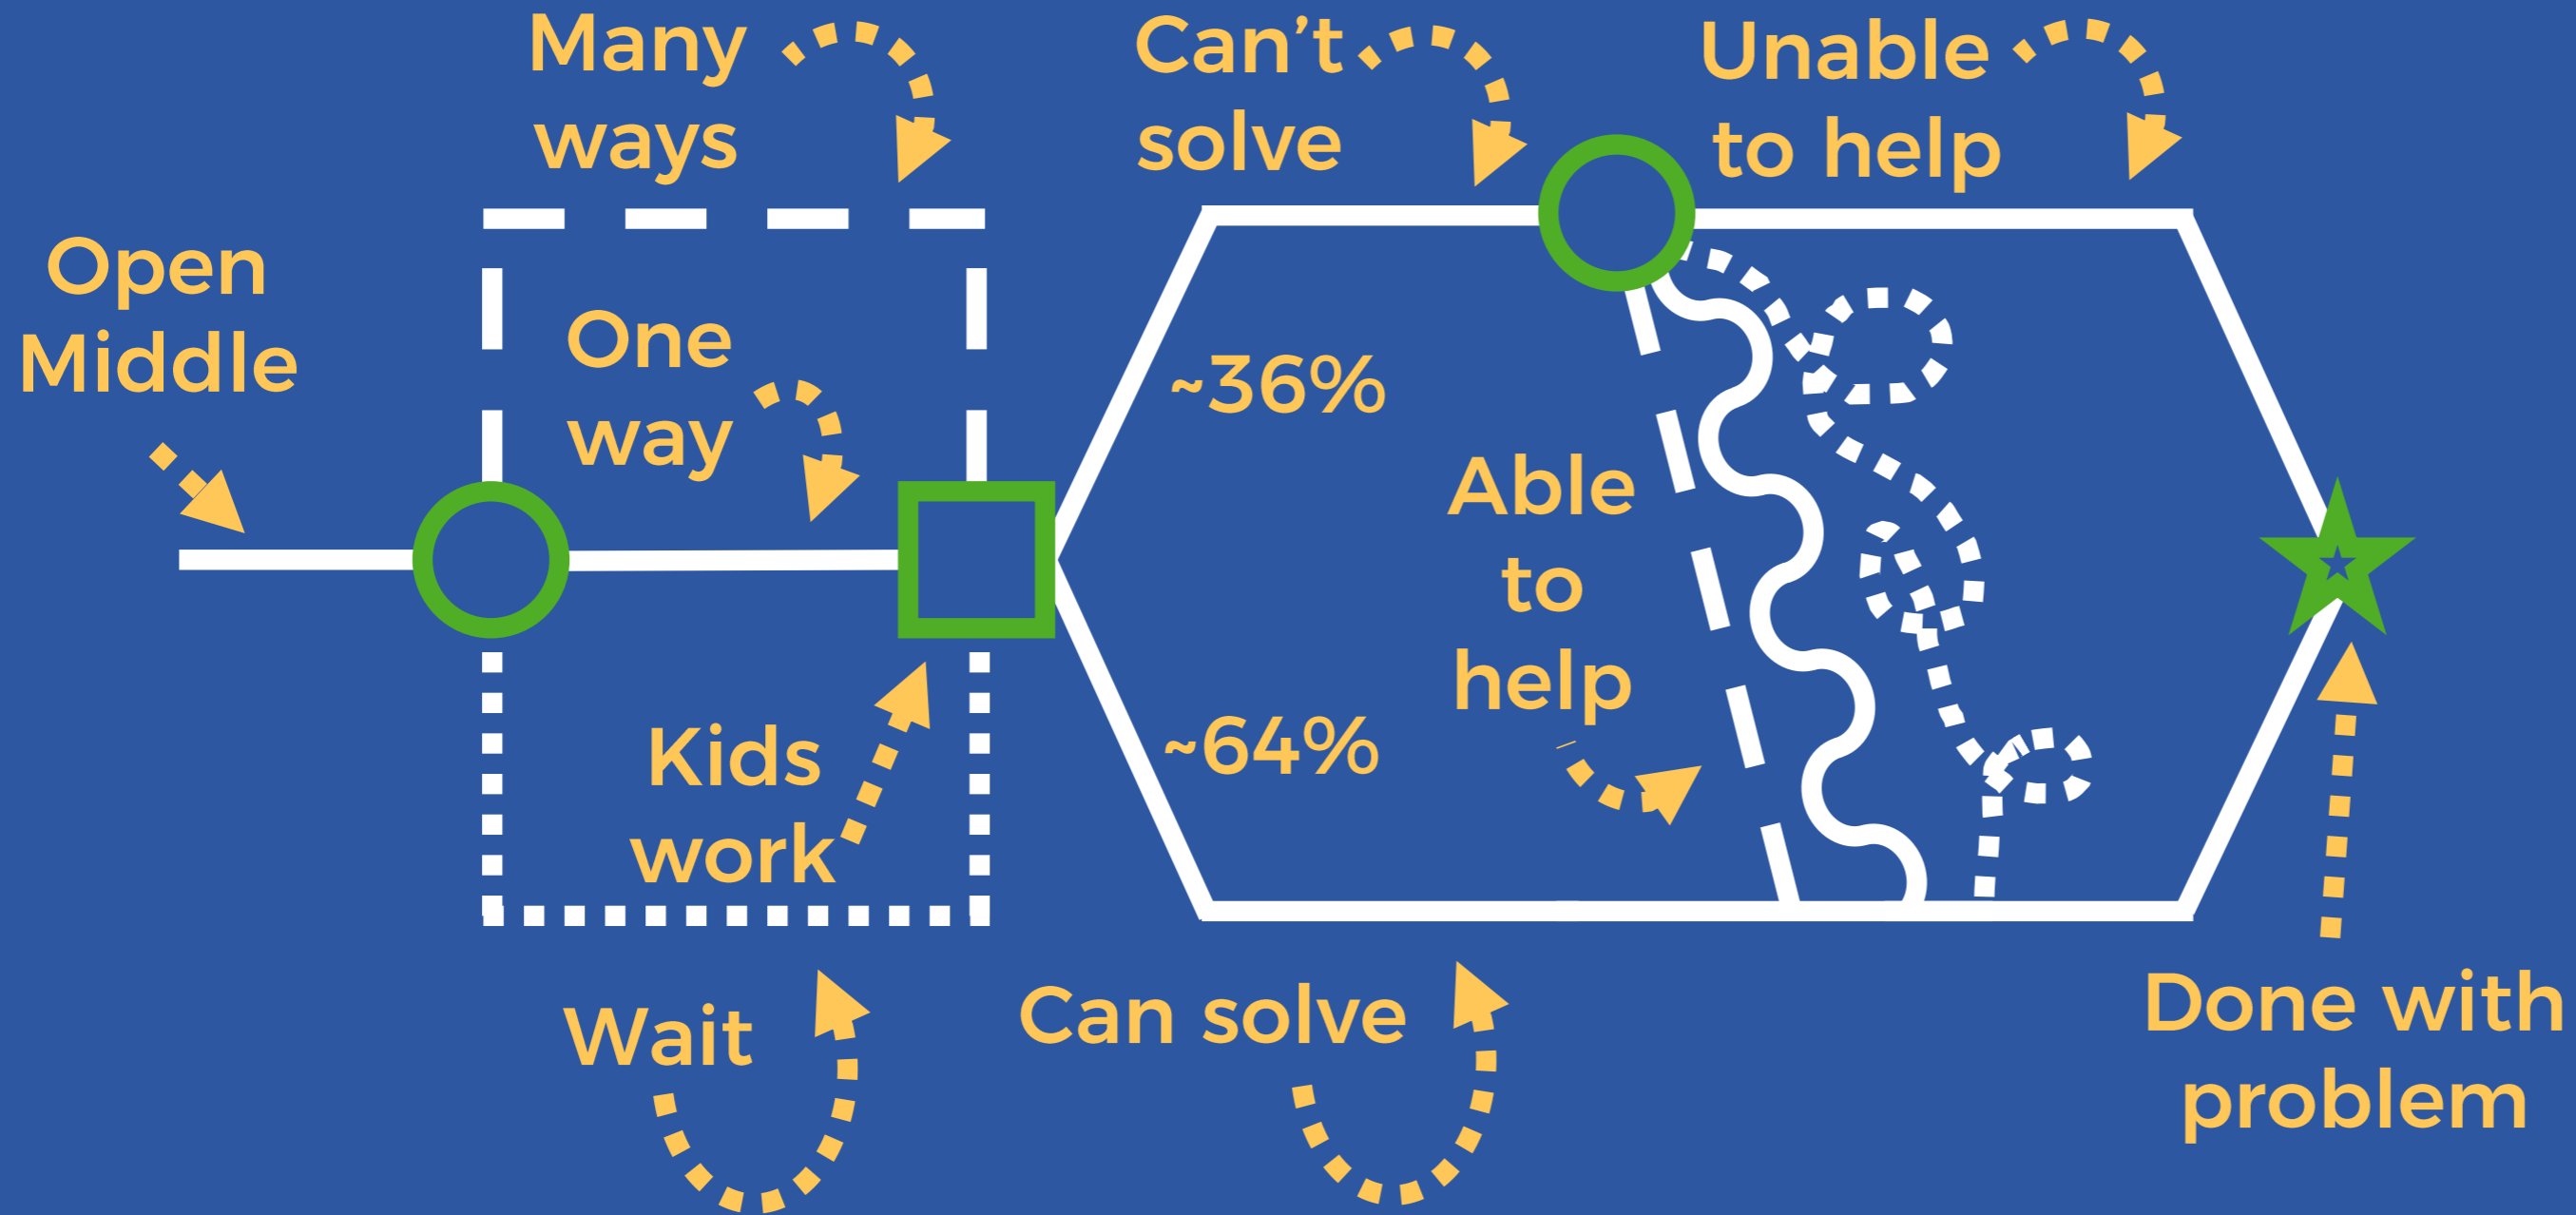 Many
ways
Can’t
solve
Unable
to help
Open
Middle
One
way
~36%
Able
to
help
~64%
Kids
work
Wait
Can solve
Done with
problem